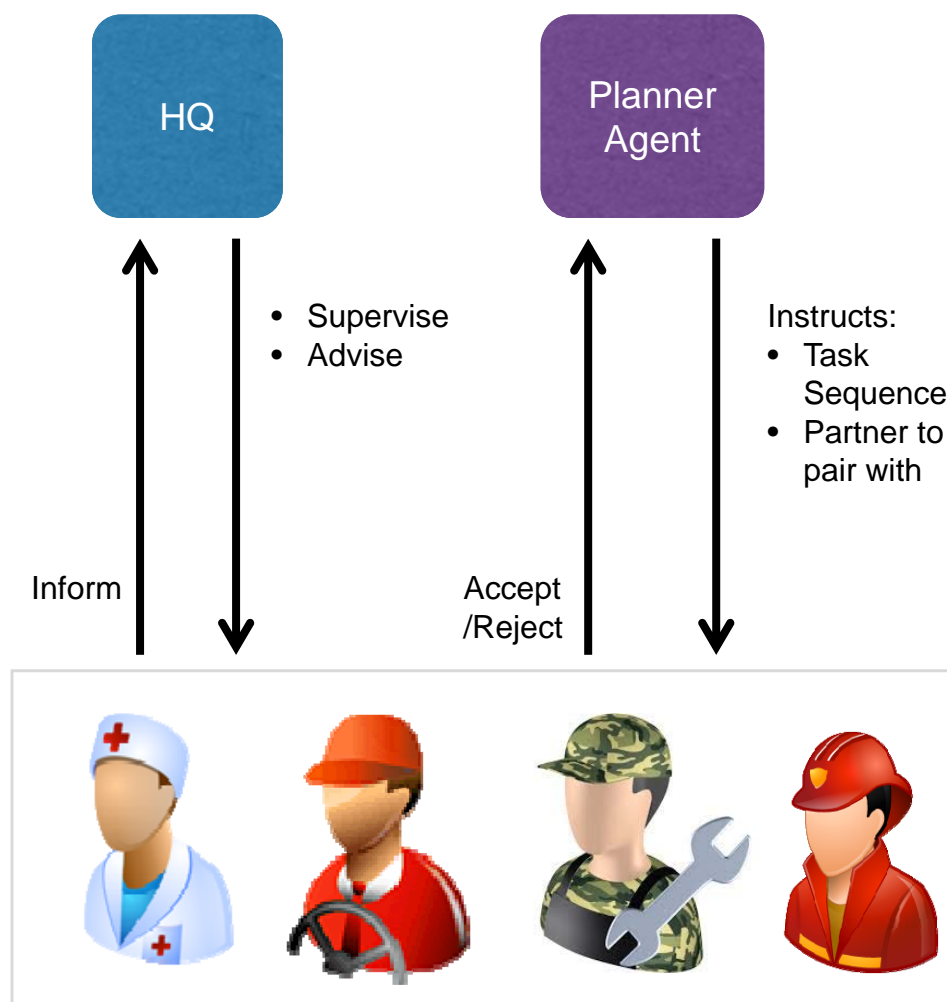 HQ
Planner
Agent
• Supervise
• Advise
Instructs:
• Task
Sequence
• Partner to
pair with
Inform
Accept
/Reject